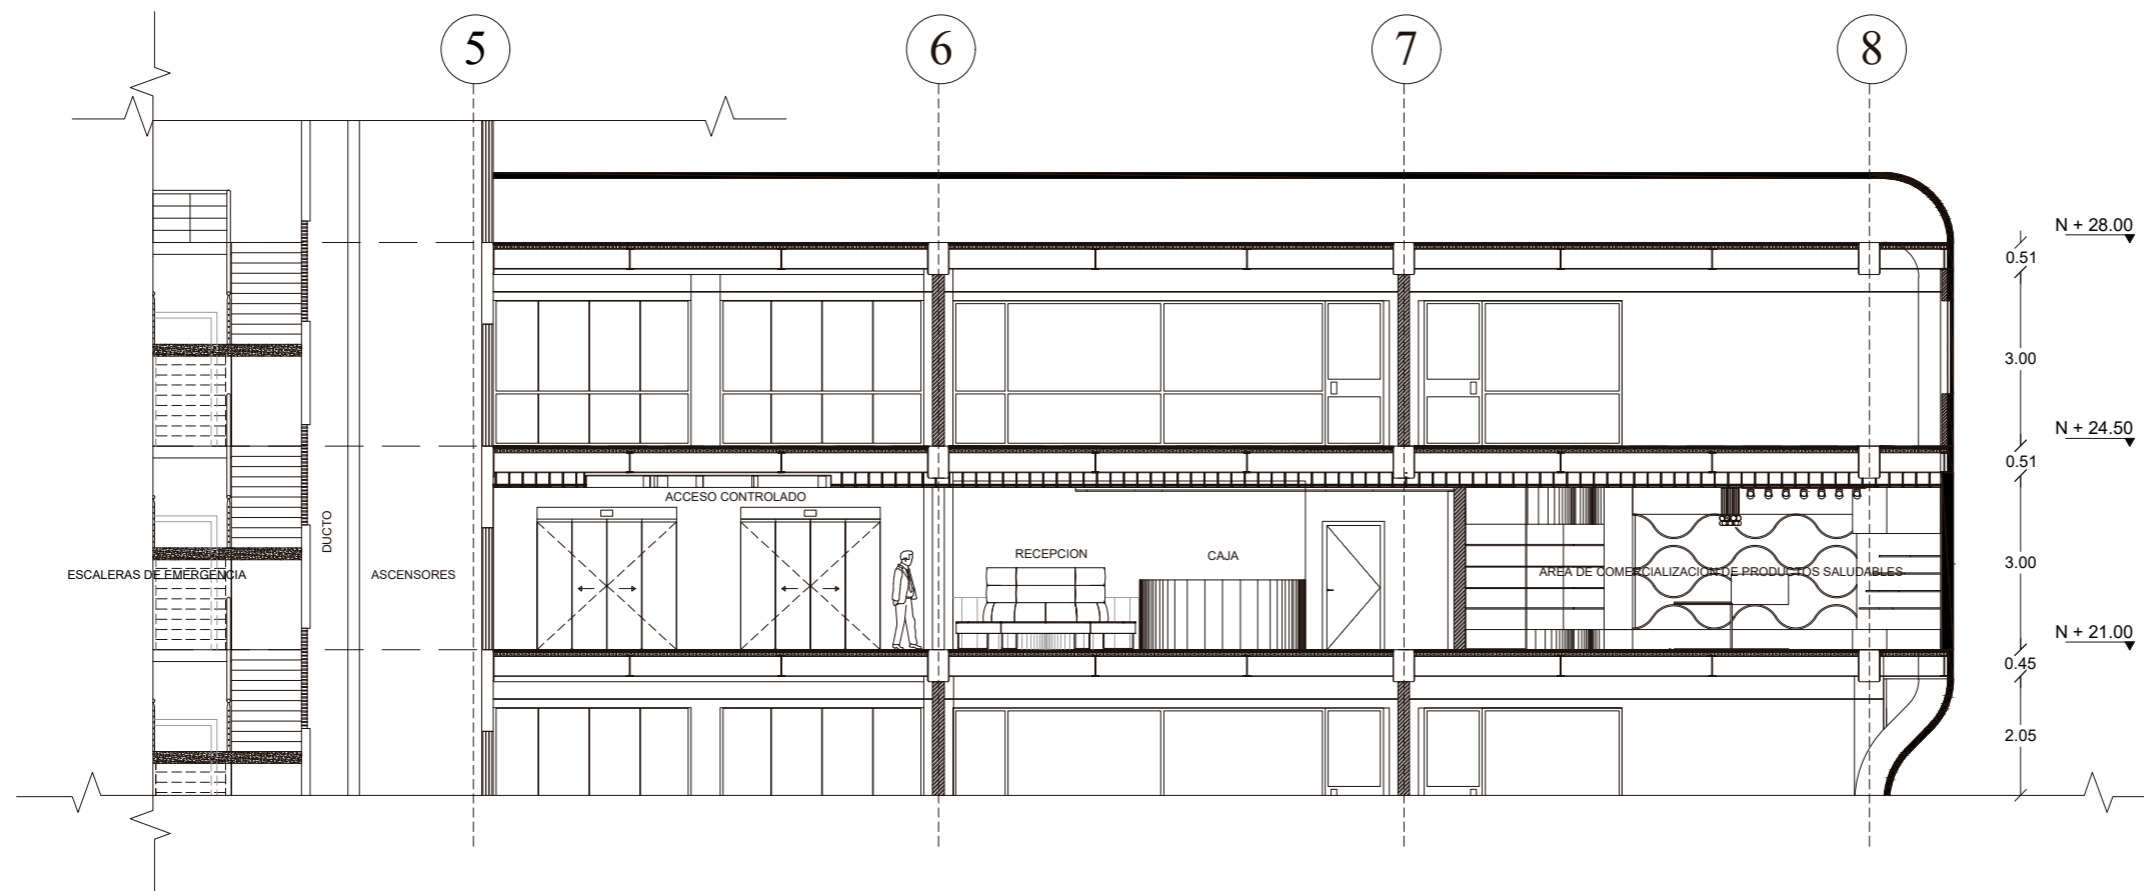 5
6
7
8
N + 28.00
0.51
3.00
N + 24.50
0.51
ACCESO CONTROLADO
DUCTO
RECEPCION
CAJA
ESCALERAS DE EMERGENCIA
ASCENSORES
AREA DE COMERCIALIZACION DE PRODUCTOS SALUDABLES
3.00
N + 21.00
0.45
2.05